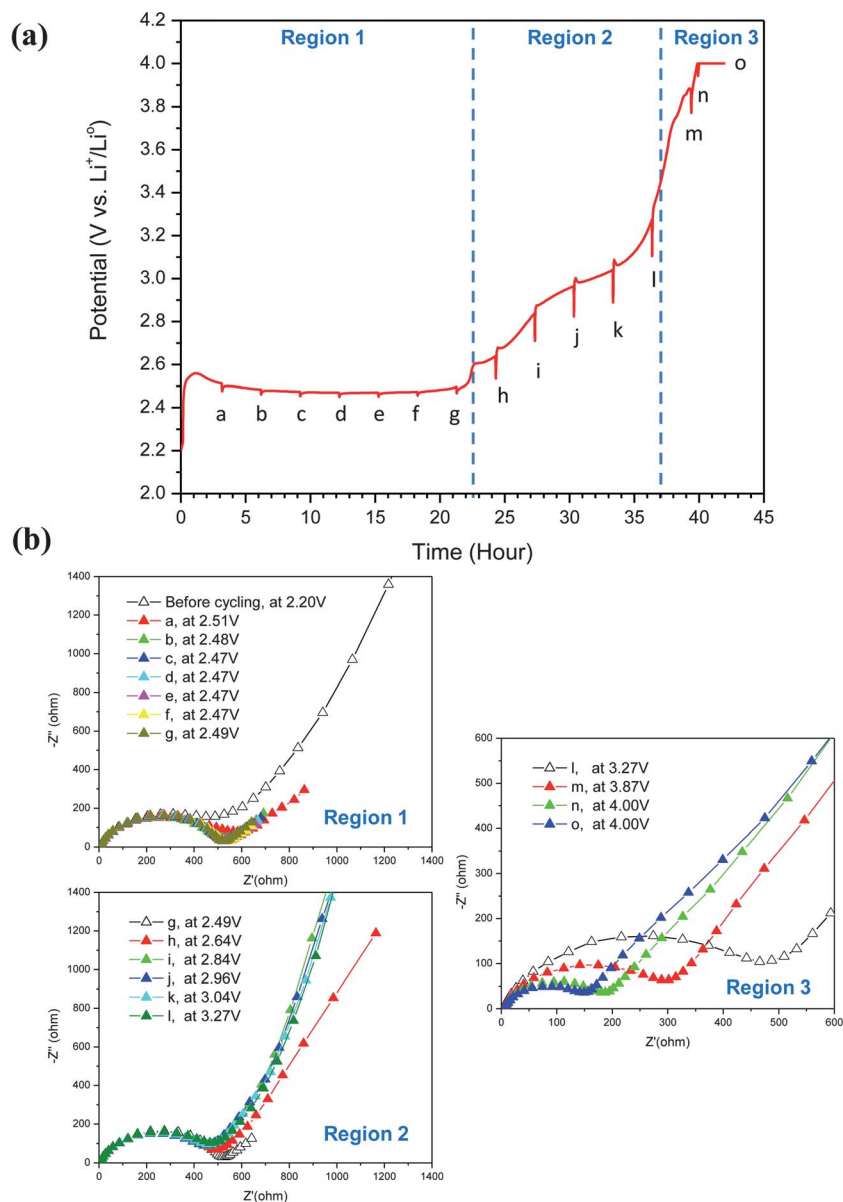 (a)
Region 1
Region 2
Region 3
Potential (V vs. Li⁺/Li⁰)
4.0
3.8
3.6
3.4
3.2
3.0
2.8
2.6
2.4
2.2
2.0
a
b
c
d
e
f
g
h
i
j
k
l
m
n
o
0
5
10
15
20
25
30
35
40
45
Time (Hour)
(b)
-Z'' (ohm)
1400
1200
1000
800
600
400
200
0
Before cycling, at 2.20V
a, at 2.51V
b, at 2.48V
c, at 2.47V
d, at 2.47V
e, at 2.47V
f, at 2.47V
g, at 2.49V
Region 1
0
200
400
600
800
1000
1200
1400
Z'(ohm)
-Z'' (ohm)
1400
1200
1000
800
600
400
200
0
g, at 2.49V
h, at 2.64V
i, at 2.84V
j, at 2.96V
k, at 3.04V
l, at 3.27V
Region 2
0
200
400
600
800
1000
1200
1400
Z'(ohm)
-Z'' (ohm)
600
500
400
300
200
100
0
l, at 3.27V
m, at 3.87V
n, at 4.00V
o, at 4.00V
Region 3
0
100
200
300
400
500
600
Z'(ohm)